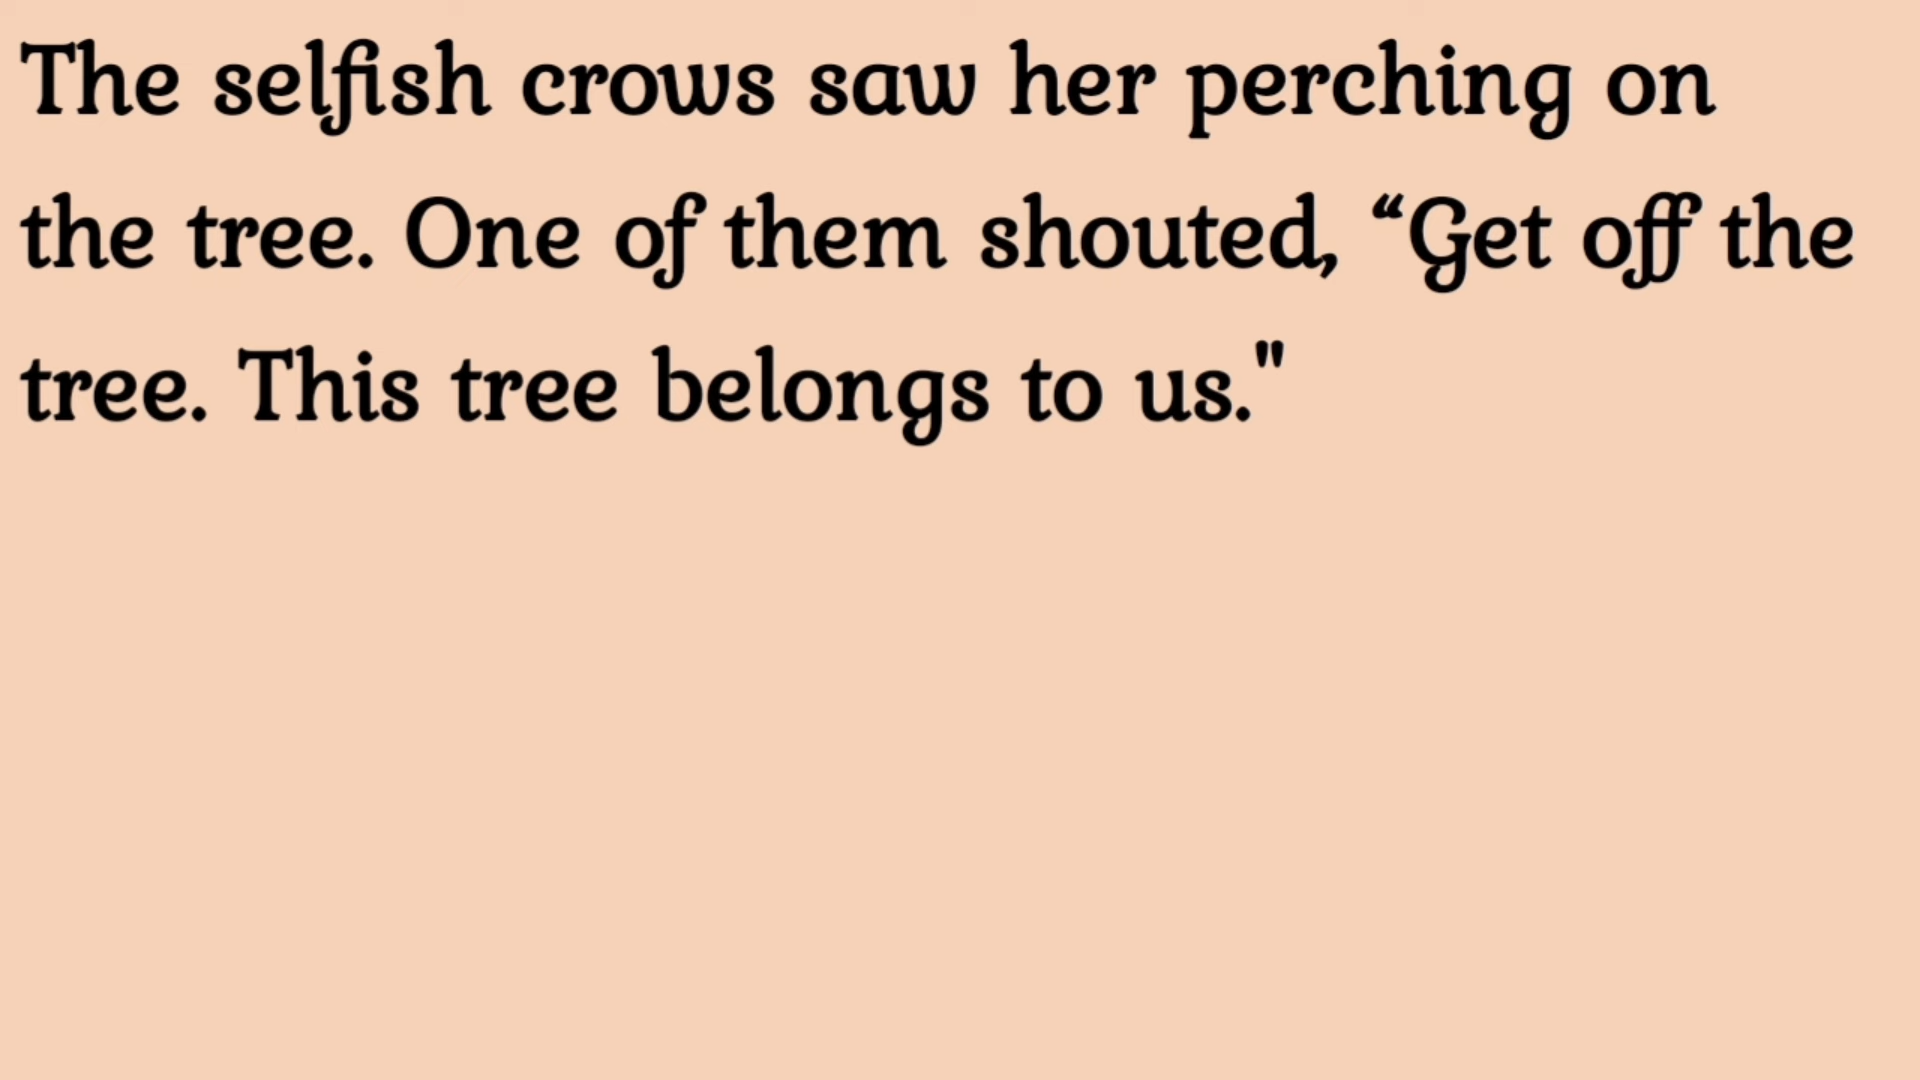 The selfish crows saw her perching on
the tree. One of them shouted, “Get off the
tree. This tree belongs to us."